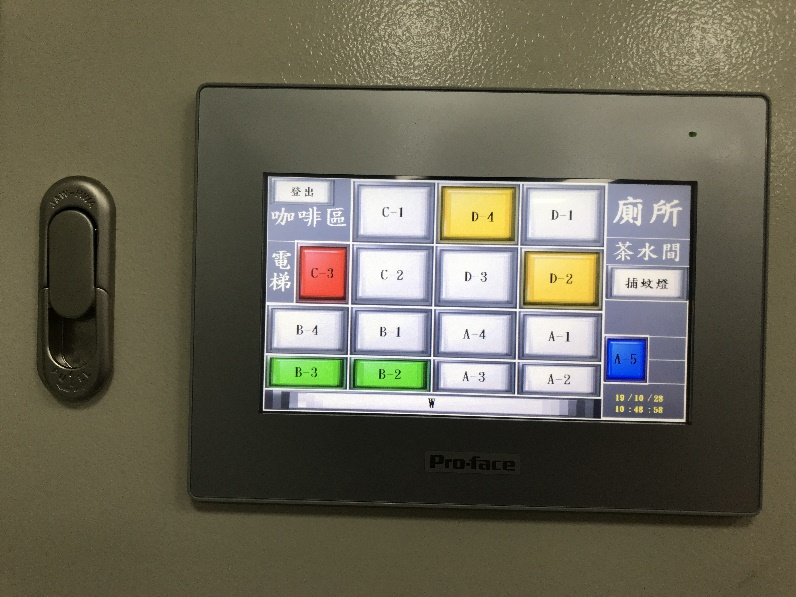 登出
咖啡區
C-1
D-4
D-1
廁所
茶水間
電梯
C-3
C 2
D 3
D-2
捕蚊燈
B-4
B 1
A-4
A-1
A-5
B-3
B-2
A-3
A-2
W
19/10/28
10:48:58
Pro-face